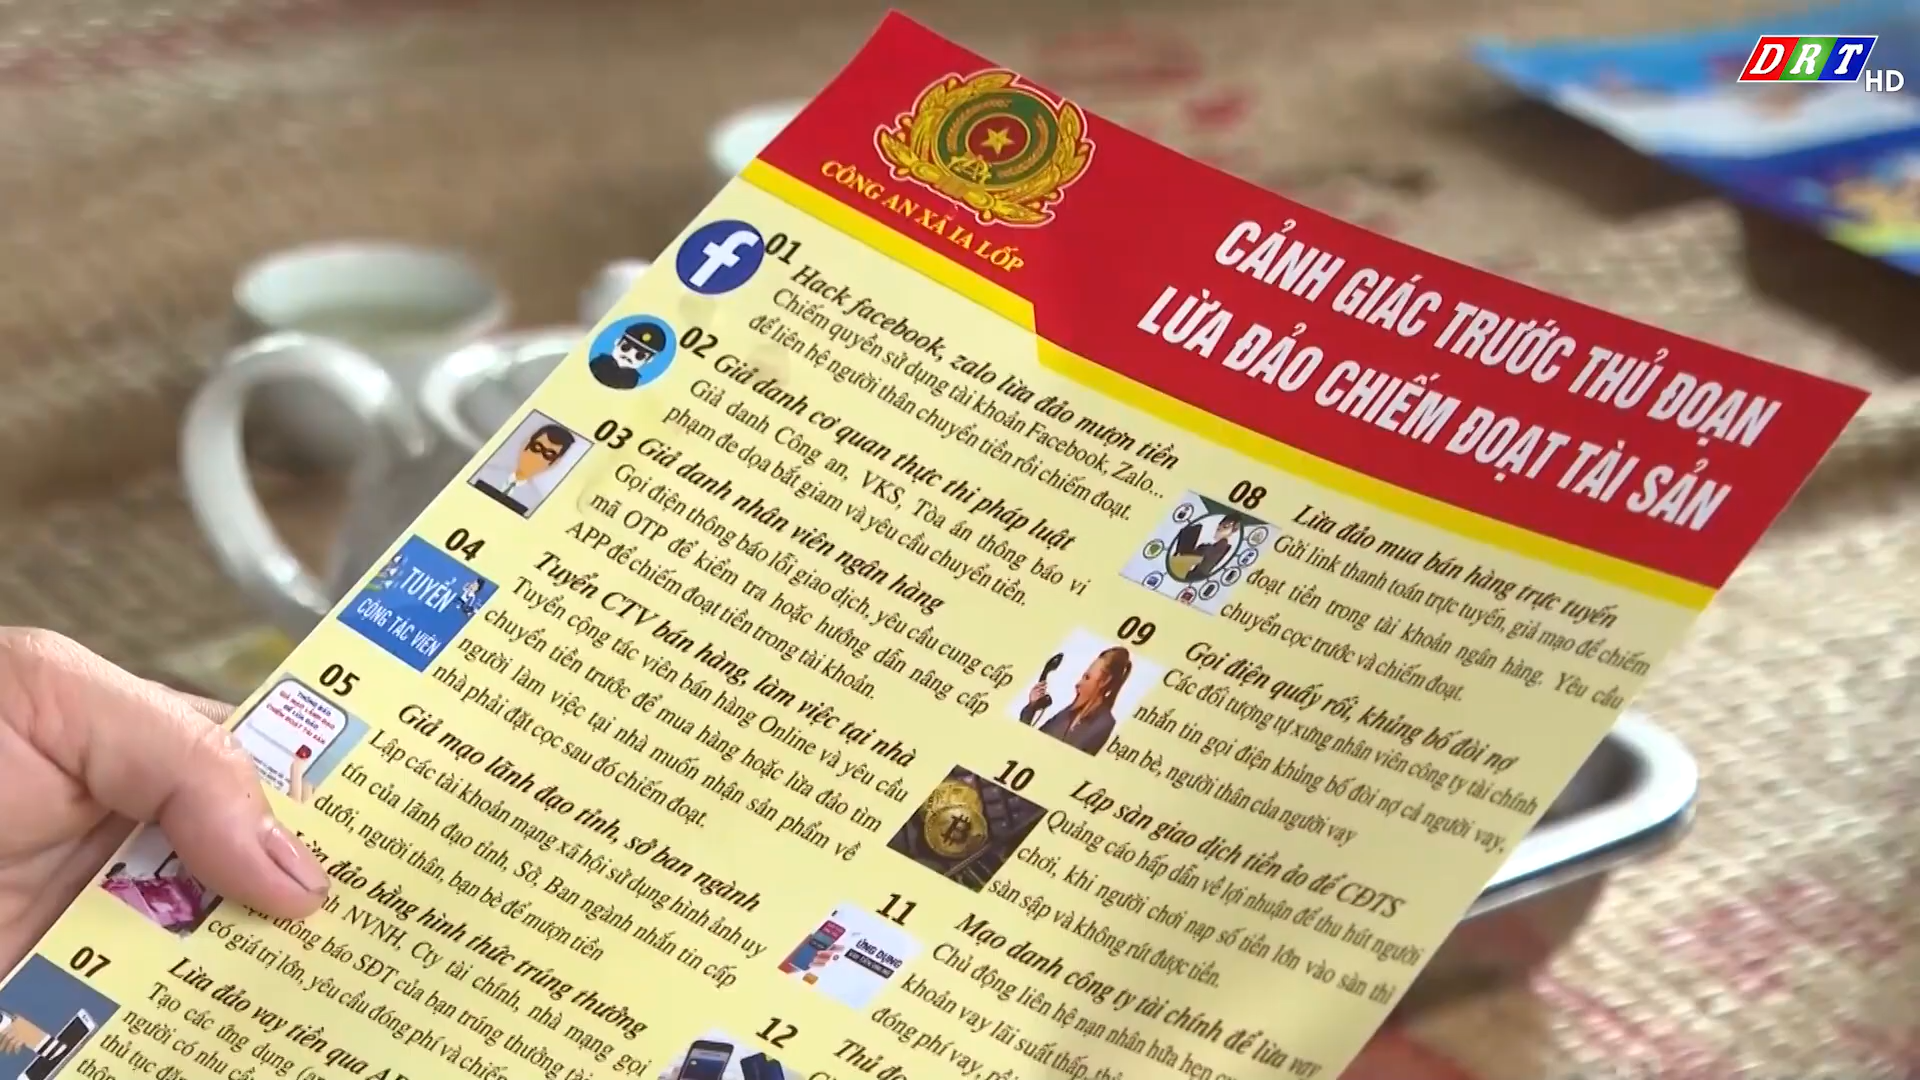 DRT HD
CÔNG AN XÃ IA LỐP
CẢNH GIÁC TRƯỚC THỦ ĐOẠN
LỪA ĐẢO CHIẾM ĐOẠT TÀI SẢN
01
Hack facebook, zalo lừa đảo mượn tiền
Chiếm quyền sử dụng tài khoản Facebook, Zalo...
để liên hệ người thân chuyển tiền rồi chiếm đoạt.
02
Giả danh cơ quan thực thi pháp luật
Giả danh Công an, VKS, Tòa án thông báo vi
phạm đe dọa bắt giam và yêu cầu chuyển tiền.
03
Giả danh nhân viên ngân hàng
Gọi điện thông báo lỗi giao dịch, yêu cầu cung cấp
mã OTP để kiểm tra hoặc hướng dẫn nâng cấp
APP để chiếm đoạt tiền trong tài khoản.
04
TUYỂN
CỘNG TÁC VIÊN
Tuyển CTV bán hàng, làm việc tại nhà
Tuyển cộng tác viên bán hàng Online và yêu cầu
chuyển tiền trước để mua hàng hoặc lừa đảo tìm
người làm việc tại nhà muốn nhận sản phẩm về
nhà phải đặt cọc sau đó chiếm đoạt.
05
THÔNG BÁO
GIẢ MẠO LÃNH ĐẠO
ĐỂ LỪA ĐẢO
CHIẾM ĐOẠT TÀI SẢN
Giả mạo lãnh đạo tỉnh, sở ban ngành
Lập các tài khoản mạng xã hội sử dụng hình ảnh uy
tín của lãnh đạo tỉnh, Sở, Ban ngành nhắn tin cấp
dưới, người thân, bạn bè để mượn tiền
đảo bằng hình thức trúng thưởng
NVNH, Cty tài chính, nhà mạng gọi
thông báo SĐT của bạn trúng thưởng tài
có giá trị lớn, yêu cầu đóng phí và chiếm
07
Lừa đảo vay tiền qua
Tạo các ứng dụng
người có nhu cầu
thủ tục
08
Lừa đảo mua bán hàng trực tuyến
Gửi link thanh toán trực tuyến, giả mạo để chiếm
đoạt tiền trong tài khoản ngân hàng. Yêu cầu
chuyển cọc trước và chiếm đoạt.
09
Gọi điện quấy rối, khủng bố đòi nợ
Các đối tượng tự xưng nhân viên công ty tài chính
nhắn tin gọi điện khủng bố đòi nợ cả người vay,
bạn bè, người thân của người vay
10
Lập sàn giao dịch tiền ảo để CĐTS
Quảng cáo hấp dẫn về lợi nhuận để thu hút người
chơi, khi người chơi nạp số tiền lớn vào sàn thì
sàn sập và không rút được tiền.
11
ỨNG DỤNG
Mạo danh công ty tài chính để lừa vay
Chủ động liên hệ nạn nhân hứa hẹn
khoản vay lãi suất thấp,
đóng phí vay,
12
Thủ